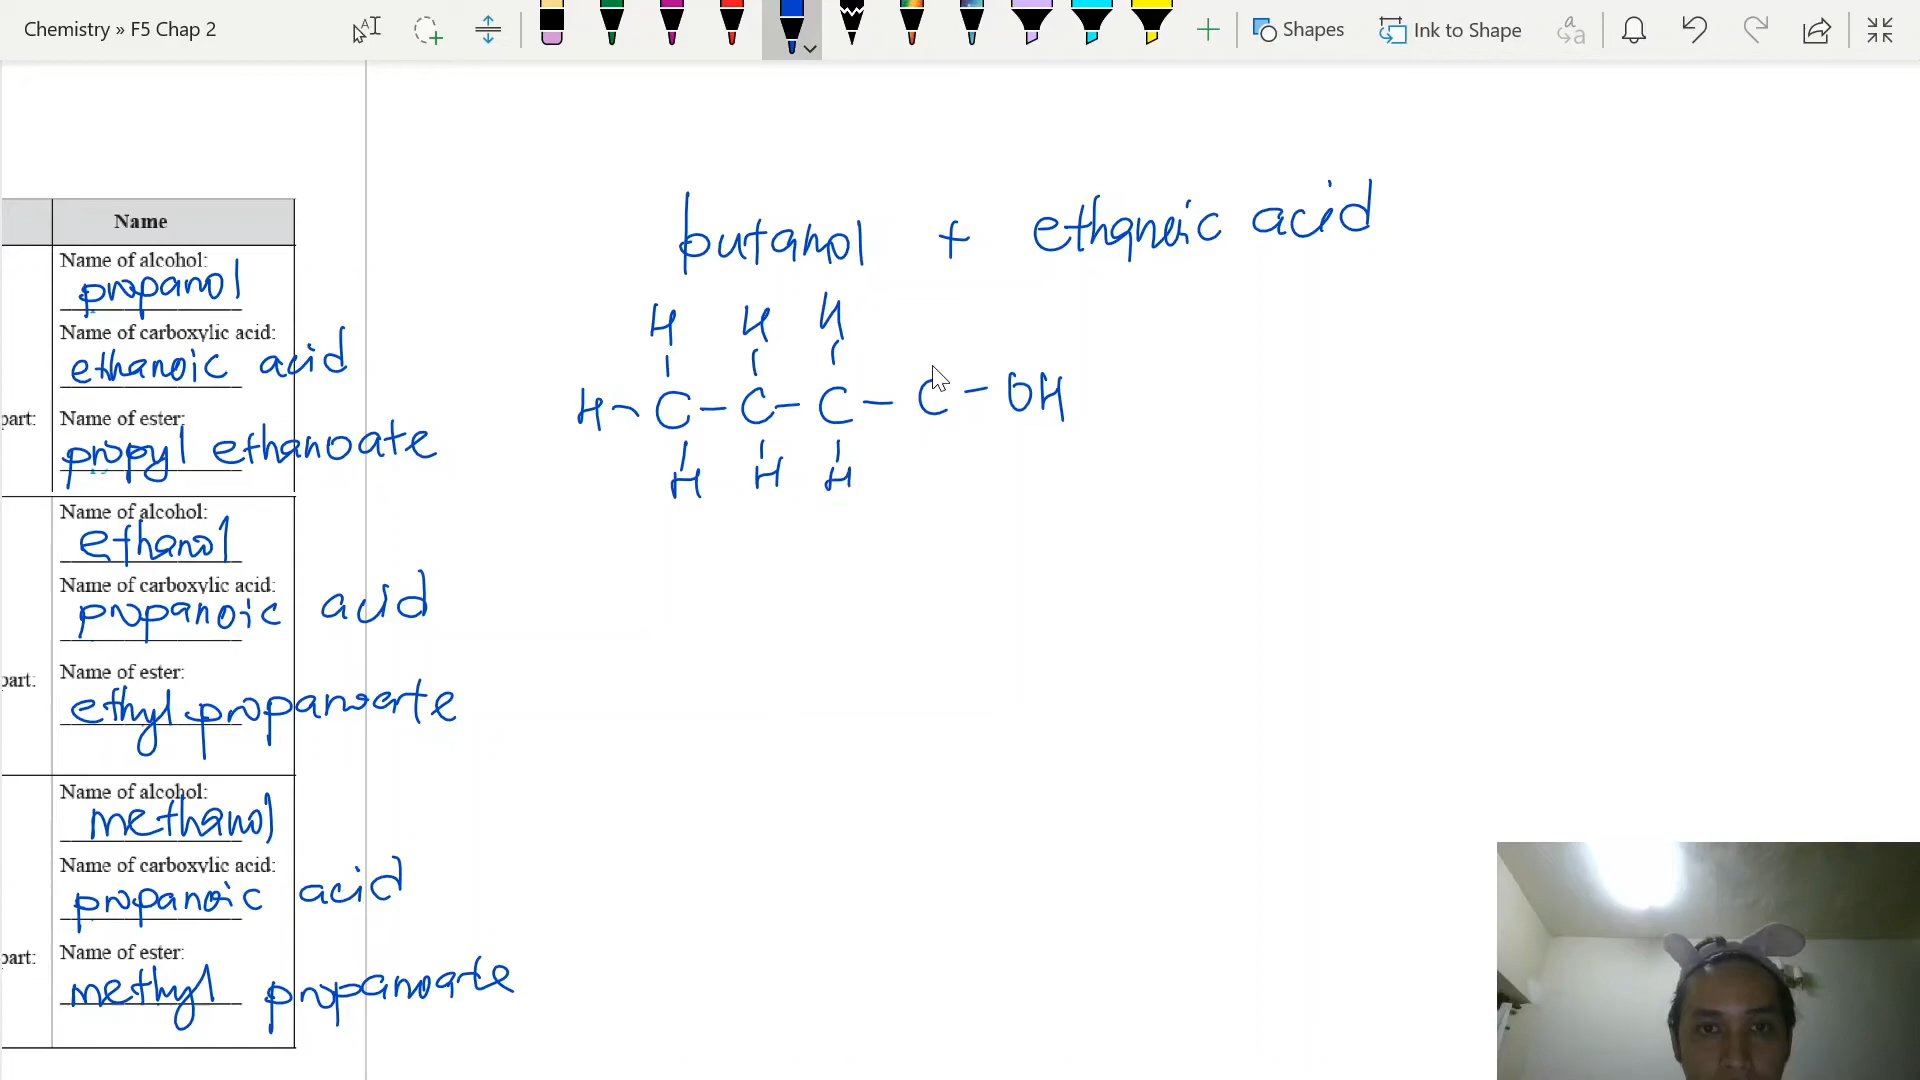 Chemistry » F5 Chap 2
Shapes
Ink to Shape
Name
Name of alcohol:
propanol
Name of carboxylic acid:
ethanoic acid
part:
Name of ester:
propyl ethanoate
Name of alcohol:
ethanol
Name of carboxylic acid:
propanoic acid
part:
Name of ester:
ethyl propanoate
Name of alcohol:
methanol
Name of carboxylic acid:
propanoic acid
part:
Name of ester:
methyl propanoate
butanol + ethanoic acid
H H H
H - C - C - C - C - OH
H H H